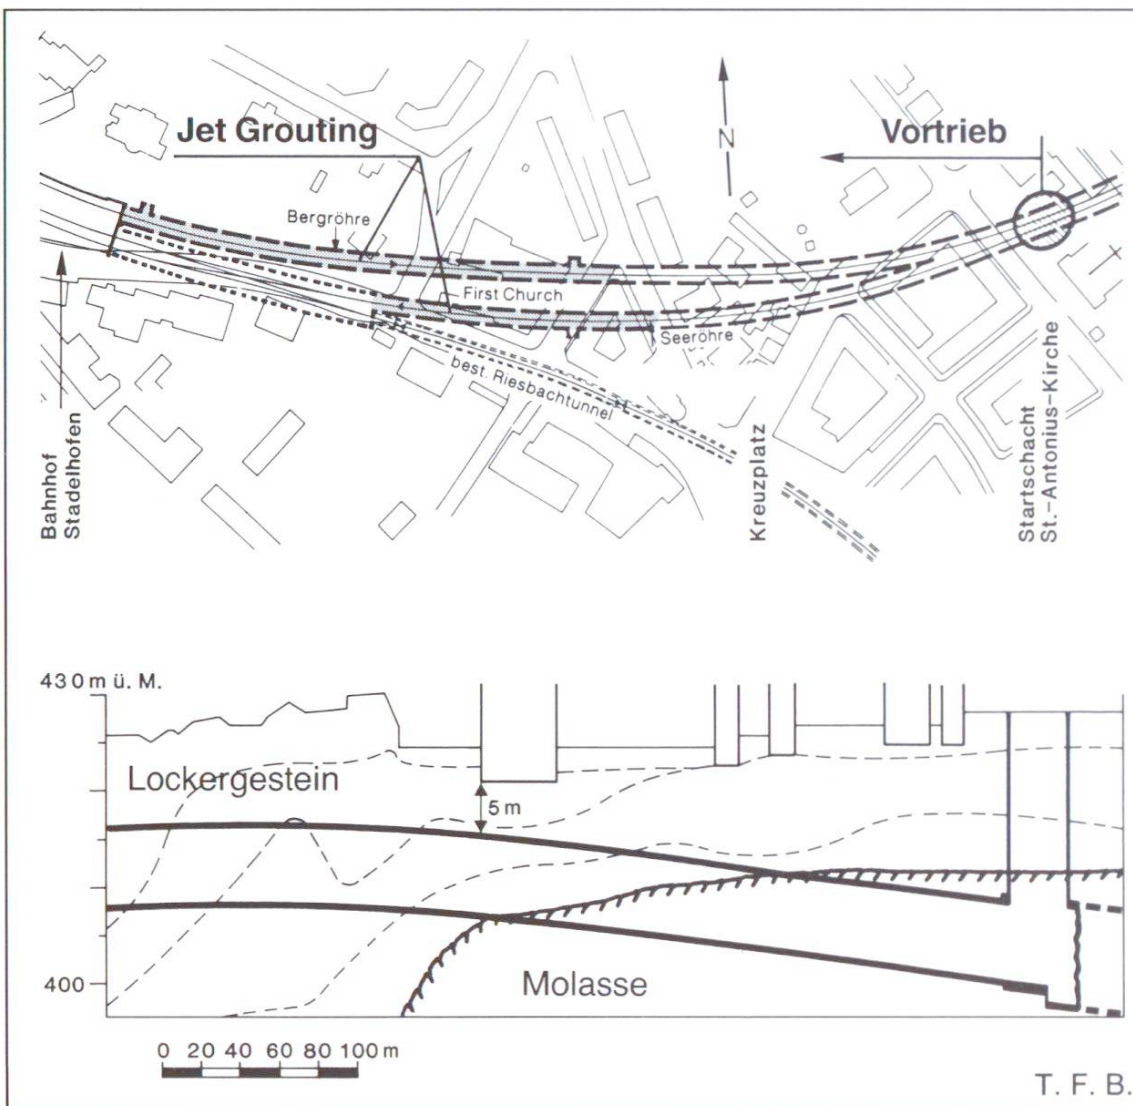 Jet Grouting
Vortrieb
N
Bergröhre
First Church
Seeröhre
best. Riesbachtunnel
Bahnhof
Stadelhofen
Kreuzplatz
Startschacht
St.-Antonius-Kirche
430 m ü. M.
Lockergestein
5 m
400
Molasse
0 20 40 60 80 100 m
T. F. B.